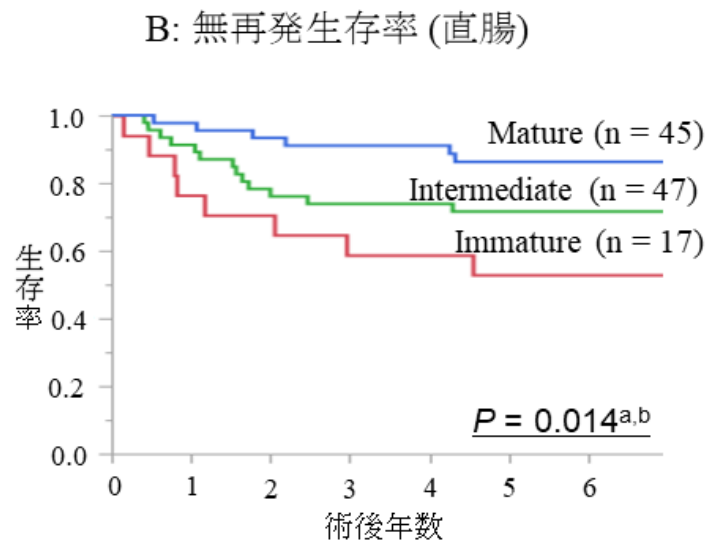 B: 無再発生存率 (直腸)
1.0
0.8
0.6
0.4
0.2
0.0
生存率
Mature (n = 45)
Intermediate (n = 47)
Immature (n = 17)
P = 0.014a,b
0 1 2 3 4 5 6
術後年数